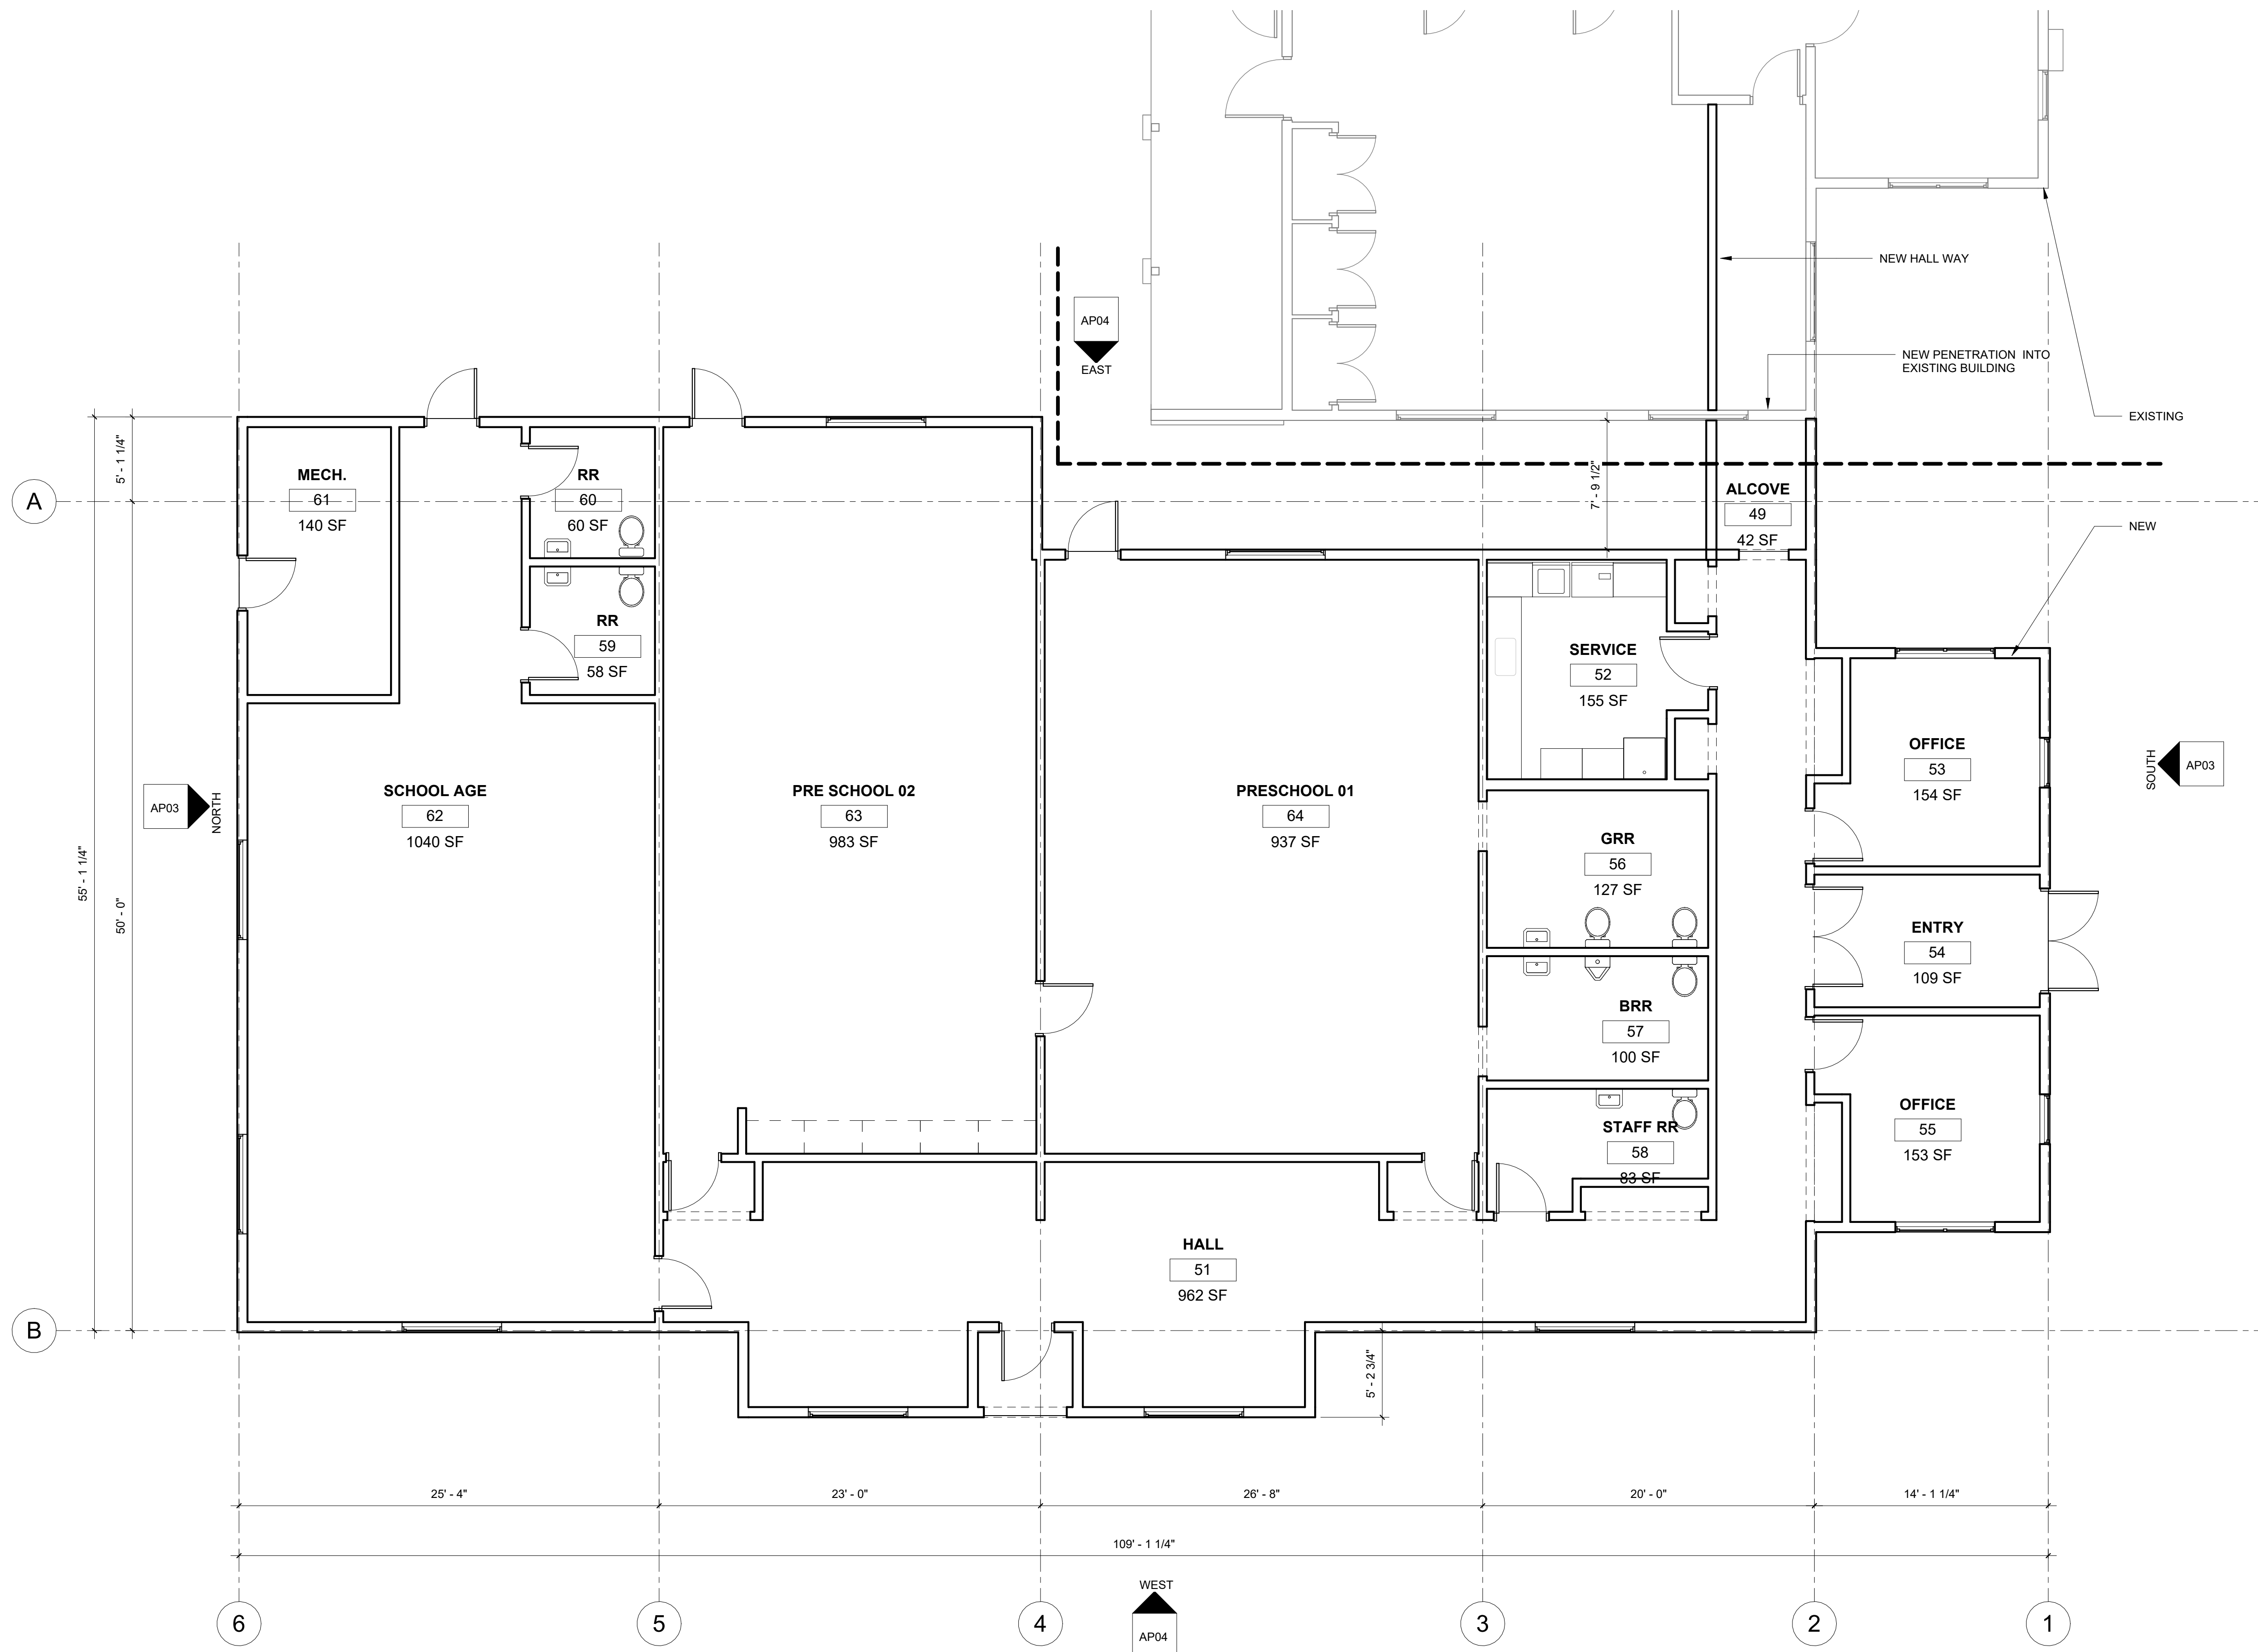 NEW HALL WAY
AP04
EAST
NEW PENETRATION  INTO
EXISTING BUILDING
EXISTING
5' - 1 1/4"
MECH.
61
140 SF
RR
60
60 SF
7' - 9 1/2"
A
ALCOVE
49
42 SF
NEW
RR
59
58 SF
SERVICE
52
155 SF
OFFICE
53
154 SF
SOUTH
AP03
AP03
NORTH
SCHOOL AGE
62
1040 SF
PRE SCHOOL 02
63
983 SF
PRESCHOOL 01
64
937 SF
GRR
56
127 SF
55' - 1 1/4"
50' - 0"
ENTRY
54
109 SF
BRR
57
100 SF
OFFICE
55
153 SF
STAFF RR
58
83 SF
HALL
51
962 SF
B
5' - 2 3/4"
25' - 4"
23' - 0"
26' - 8"
20' - 0"
14' - 1 1/4"
109' - 1 1/4"
WEST
AP04
6
5
4
3
2
1